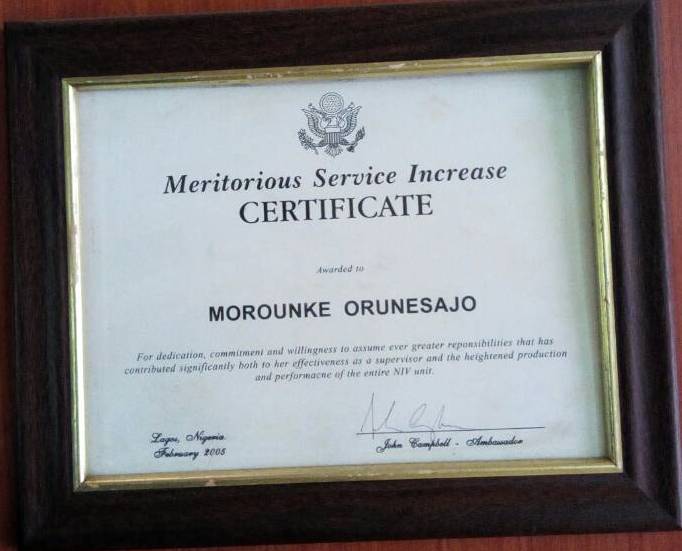 Meritorious Service Increase
CERTIFICATE
Awarded to
MOROUNKE ORUNESAJO
For dedication, commitment and willingness to assume ever greater reponsibilities that has
contributed significantly both to her effectiveness as a supervisor and the heightened production
and performacne of the entire NIV unit.
Lagos, Nigeria
February 2005
John Campbell - Ambassador